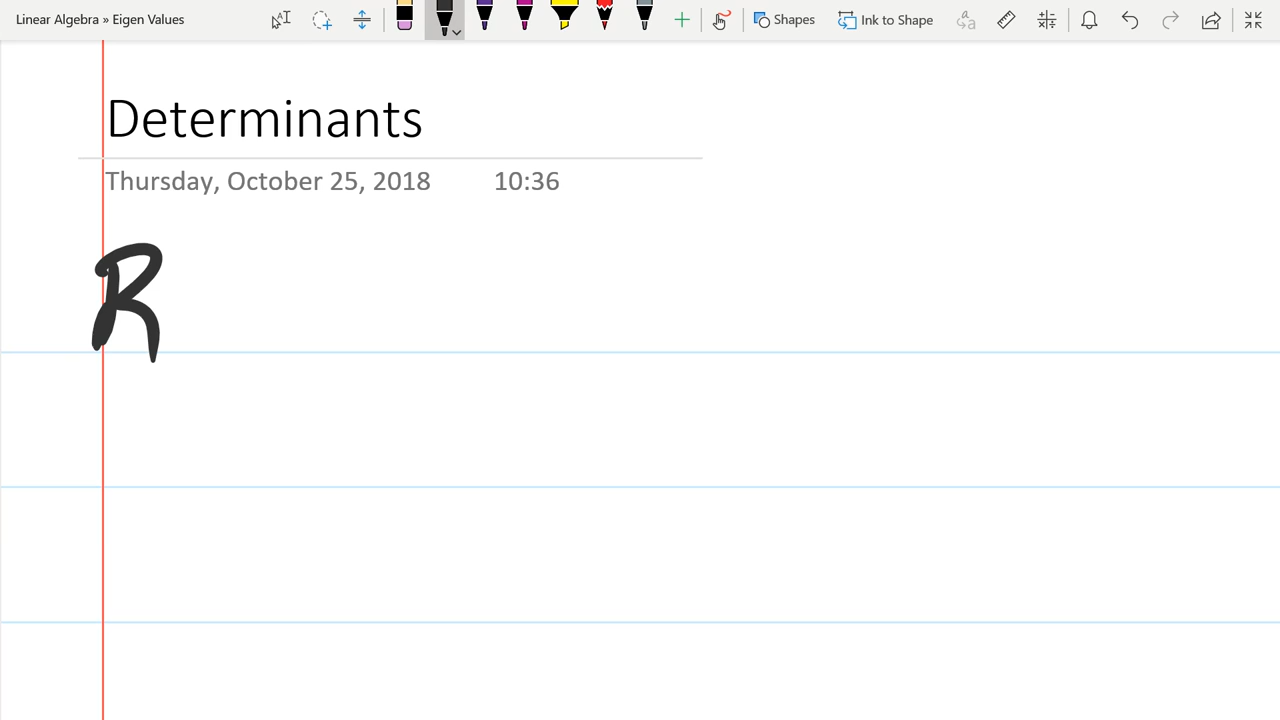 Linear Algebra » Eigen Values
Shapes
Ink to Shape
Determinants
Thursday, October 25, 2018 10:36
R